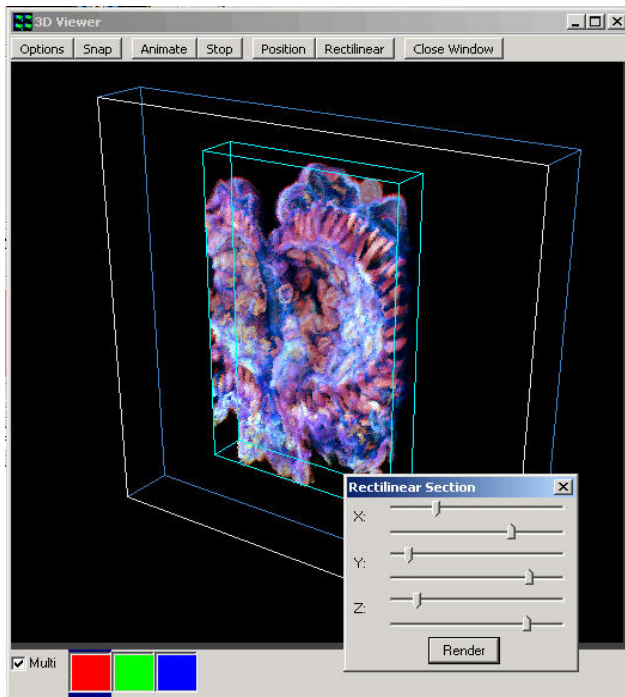 3D Viewer
Options Snap Animate Stop Position Rectilinear Close Window
Rectilinear Section
X:
Y:
Z:
Render
Multi